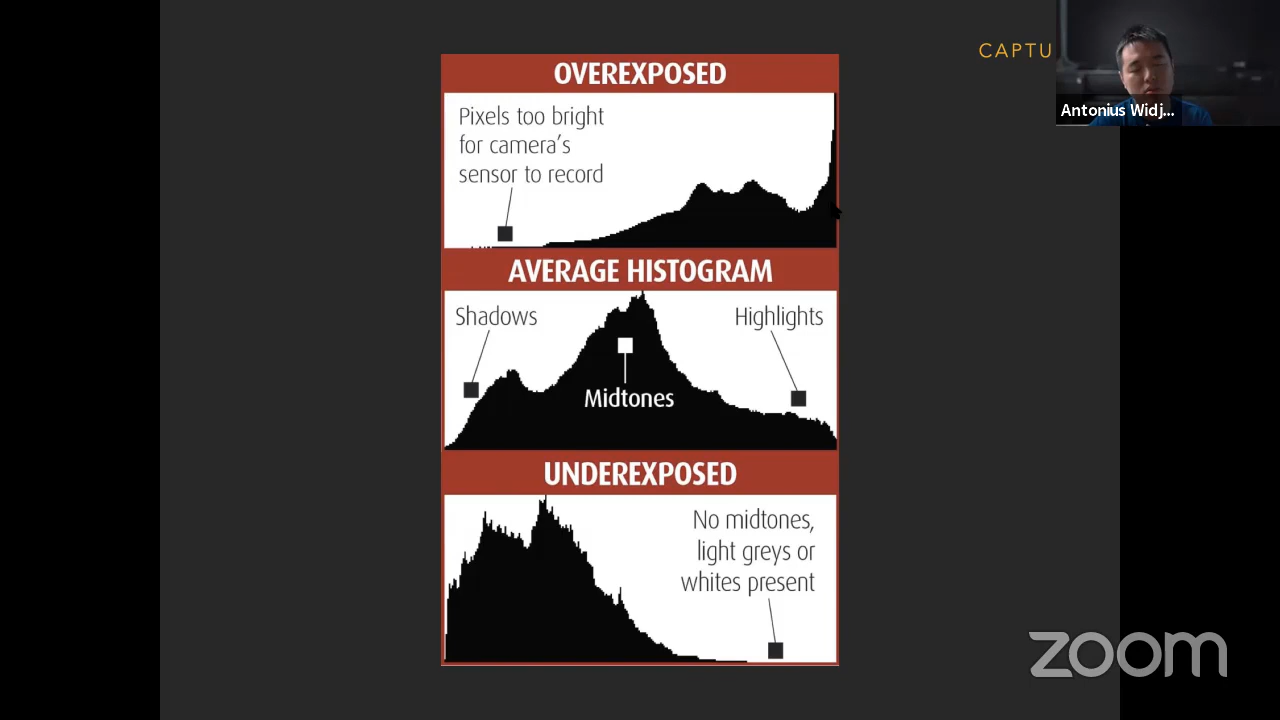 CAPTU
Antonius Widj...
OVEREXPOSED
Pixels too bright
for camera's
sensor to record
AVERAGE HISTOGRAM
Shadows
Highlights
Midtones
UNDEREXPOSED
No midtones,
light greys or
whites present
zoom